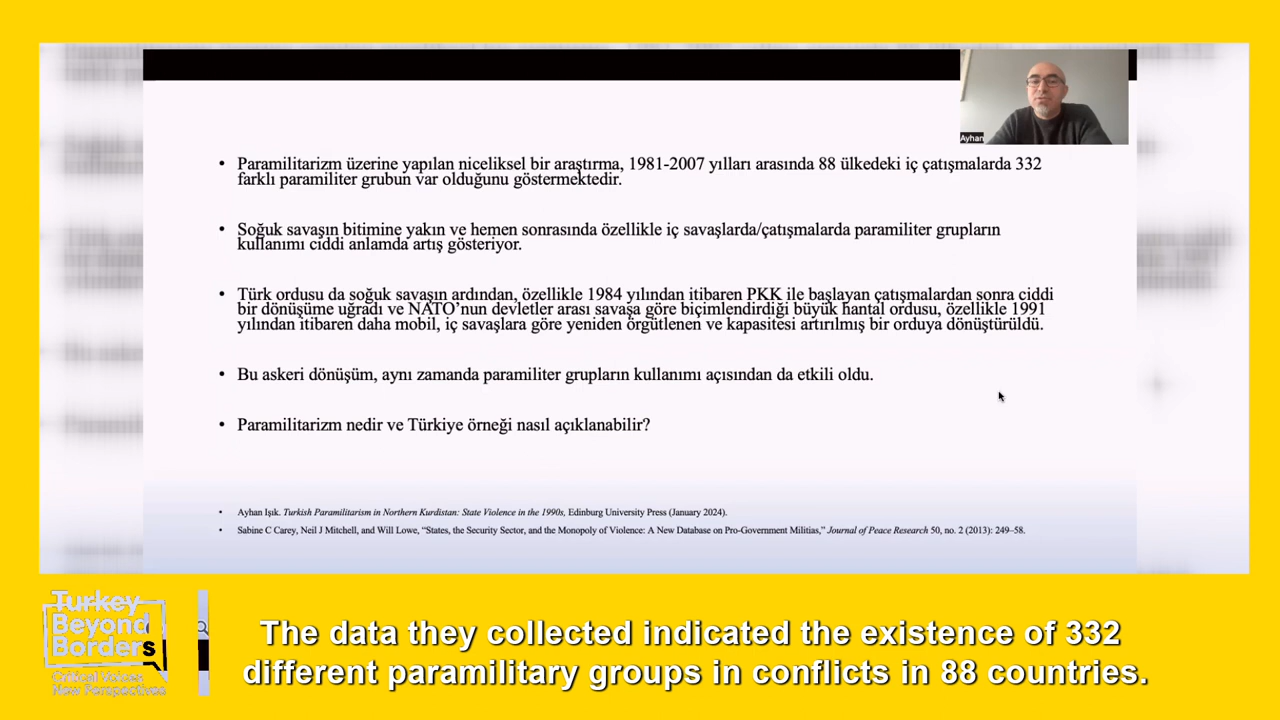 Ayhan
• Paramilitarizm üzerine yapılan niceliksel bir araştırma, 1981-2007 yılları arasında 88 ülkedeki iç çatışmalarda 332
farklı paramiliter grubun var olduğunu göstermektedir.
• Soğuk savaşın bitimine yakın ve hemen sonrasında özellikle iç savaşlarda/çatışmalarda paramiliter grupların
kullanımı ciddi anlamda artış gösteriyor.
• Türk ordusu da soğuk savaşın ardından, özellikle 1984 yılından itibaren PKK ile başlayan çatışmalardan sonra ciddi
bir dönüşüme uğradı ve NATO’nun devletler arası savaşa göre biçimlendirdiği büyük hantal ordusu, özellikle 1991
yılından itibaren daha mobil, iç savaşlara göre yeniden örgütlenen ve kapasitesi artırılmış bir orduya dönüştürüldü.
• Bu askeri dönüşüm, aynı zamanda paramiliter grupların kullanımı açısından da etkili oldu.
• Paramilitarizm nedir ve Türkiye örneği nasıl açıklanabilir?
• Ayhan Işık. Turkish Paramilitarism in Northern Kurdistan: State Violence in the 1990s, Edinburg University Press (January 2024).
• Sabine C Carey, Neil J Mitchell, and Will Lowe, “States, the Security Sector, and the Monopoly of Violence: A New Database on Pro-Government Militias,” Journal of Peace Research 50, no. 2 (2013): 249–58.
Turkey
Beyond
Borders
Critical Voices
New Perspectives
The data they collected indicated the existence of 332
different paramilitary groups in conflicts in 88 countries.